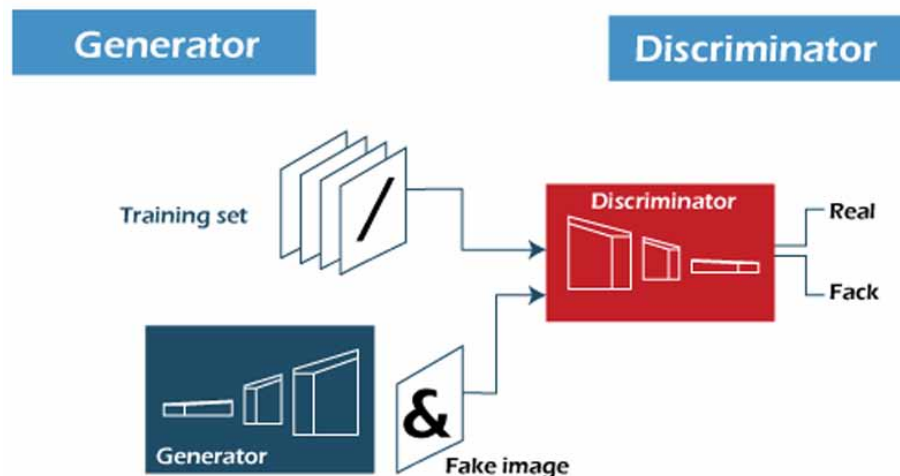 Generator
Discriminator
Training set
/
Discriminator
Real
Fack
Generator
&
Fake image